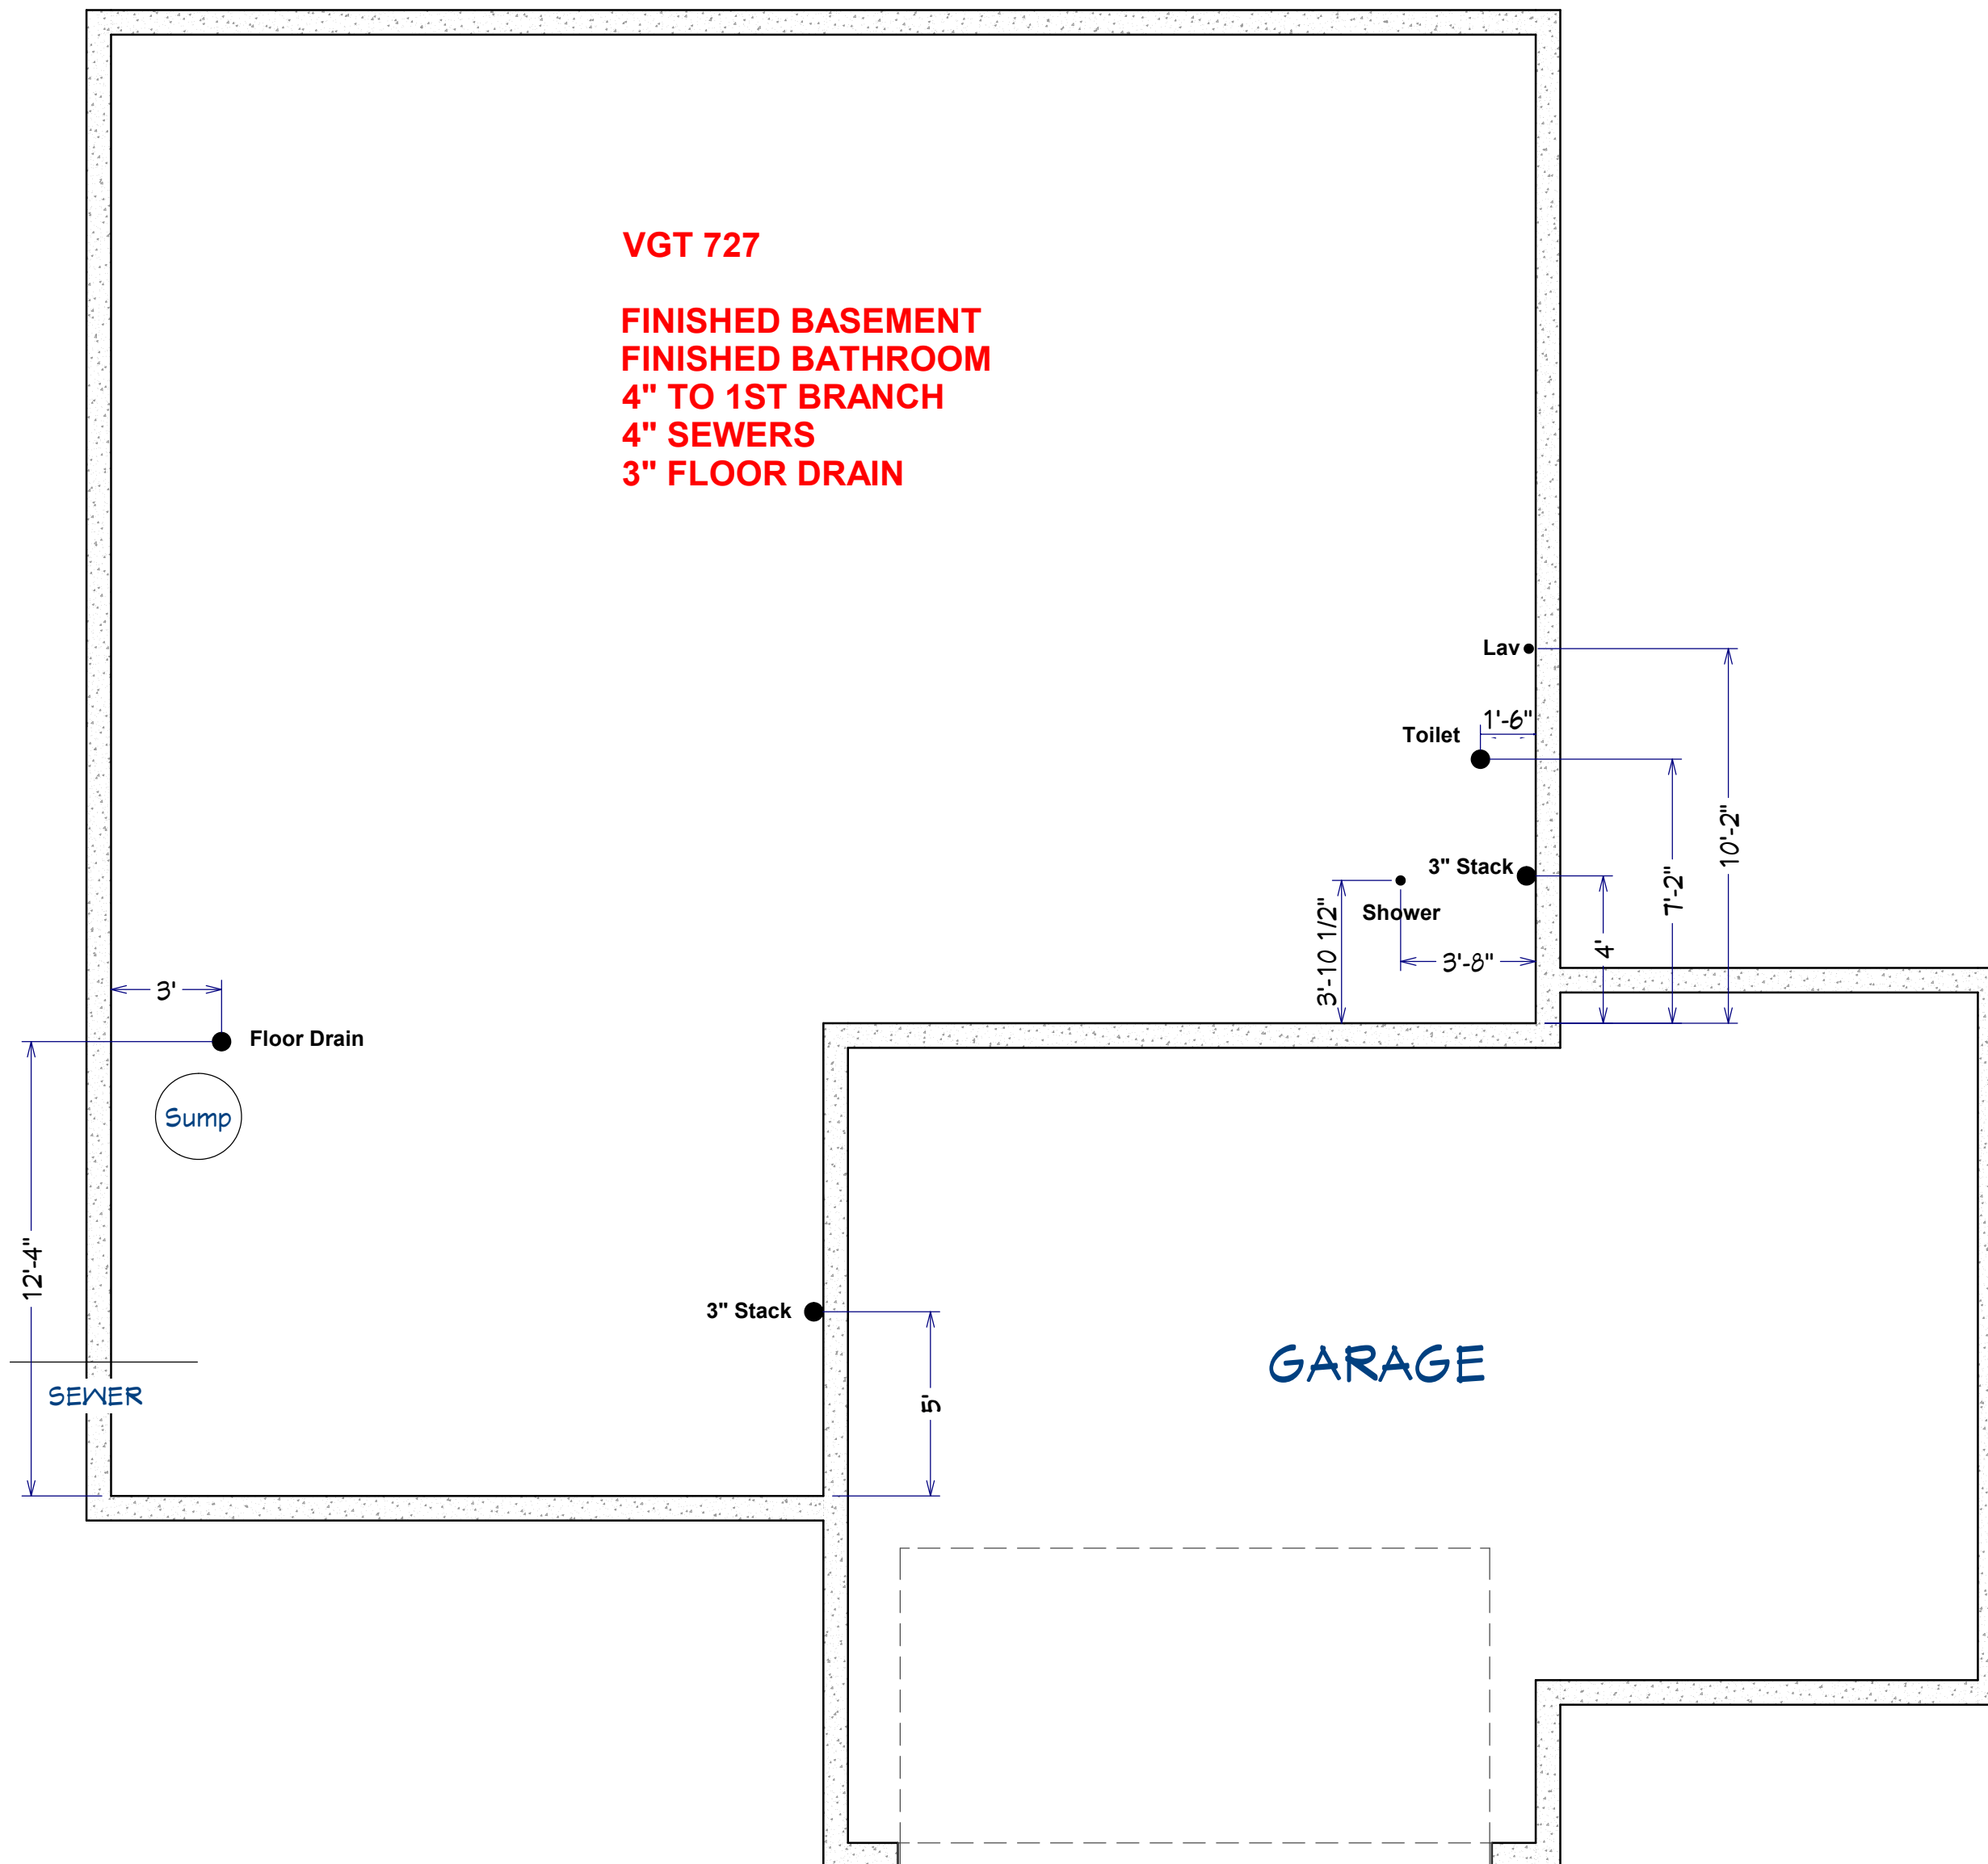 VGT 727
FINISHED BASEMENT
FINISHED BATHROOM
4" TO 1ST BRANCH
4" SEWERS
3" FLOOR DRAIN
Lav
1'-6"
Toilet
10'-2"
7'-2"
3" Stack
Shower
3'-10 1/2"
3'-8"
4'
3'
Floor Drain
Sump
12'-4"
3" Stack
5'
GARAGE
SEWER